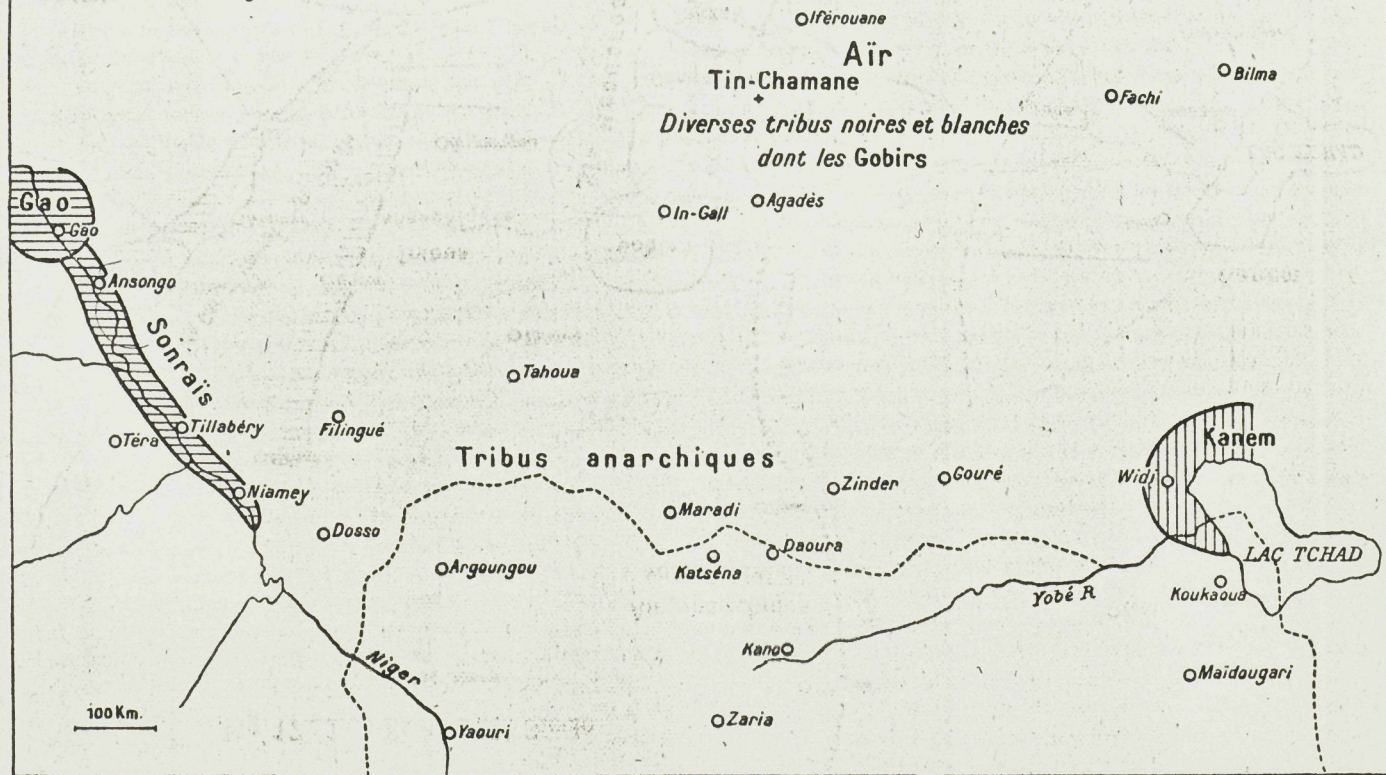 Iférouane
Aïr
Tin-Chamane
Bilma
Fachi
Diverses tribus noires et blanches
dont les Gobirs
Gao
Gao
In-Gall
Agadès
Ansongo
Sonraïs
Tahoua
Filingué
Tillabéry
Téra
Kanem
Tribus anarchiques
Widi
Gouré
Zinder
Niamey
Maradi
Dosso
Daoura
LAC TCHAD
Katséna
Argoungou
Yobé R
Koukaoua
Kano
Niger
Maïdougari
100 Km.
Zaria
Yaouri